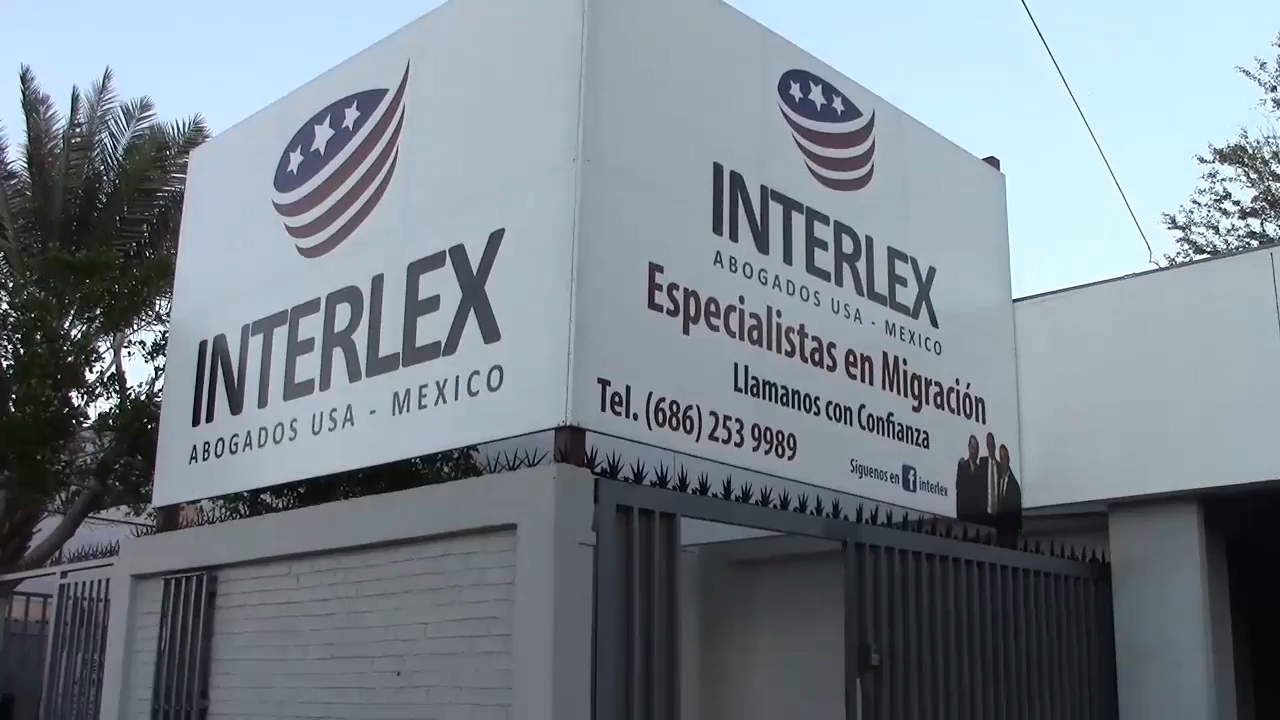 INTERLEX
ABOGADOS USA - MEXICO
INTERLEX
ABOGADOS USA - MEXICO
Especialistas en Migración
Llamanos con Confianza
Tel. (686) 253 9989
Siguenos en f interlex